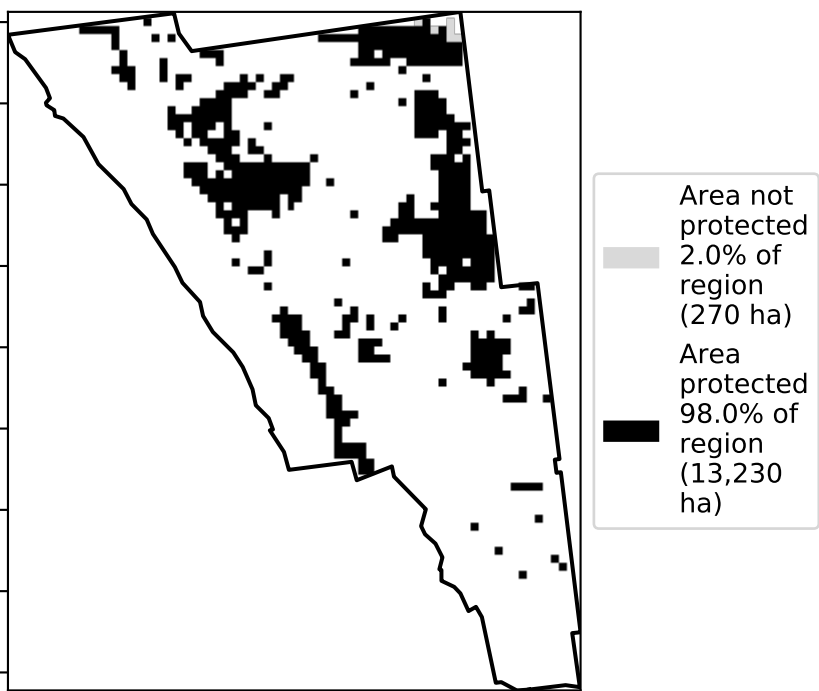 Area not
protected
2.0% of
region
(270 ha)
Area
protected
98.0% of
region
(13,230
ha)